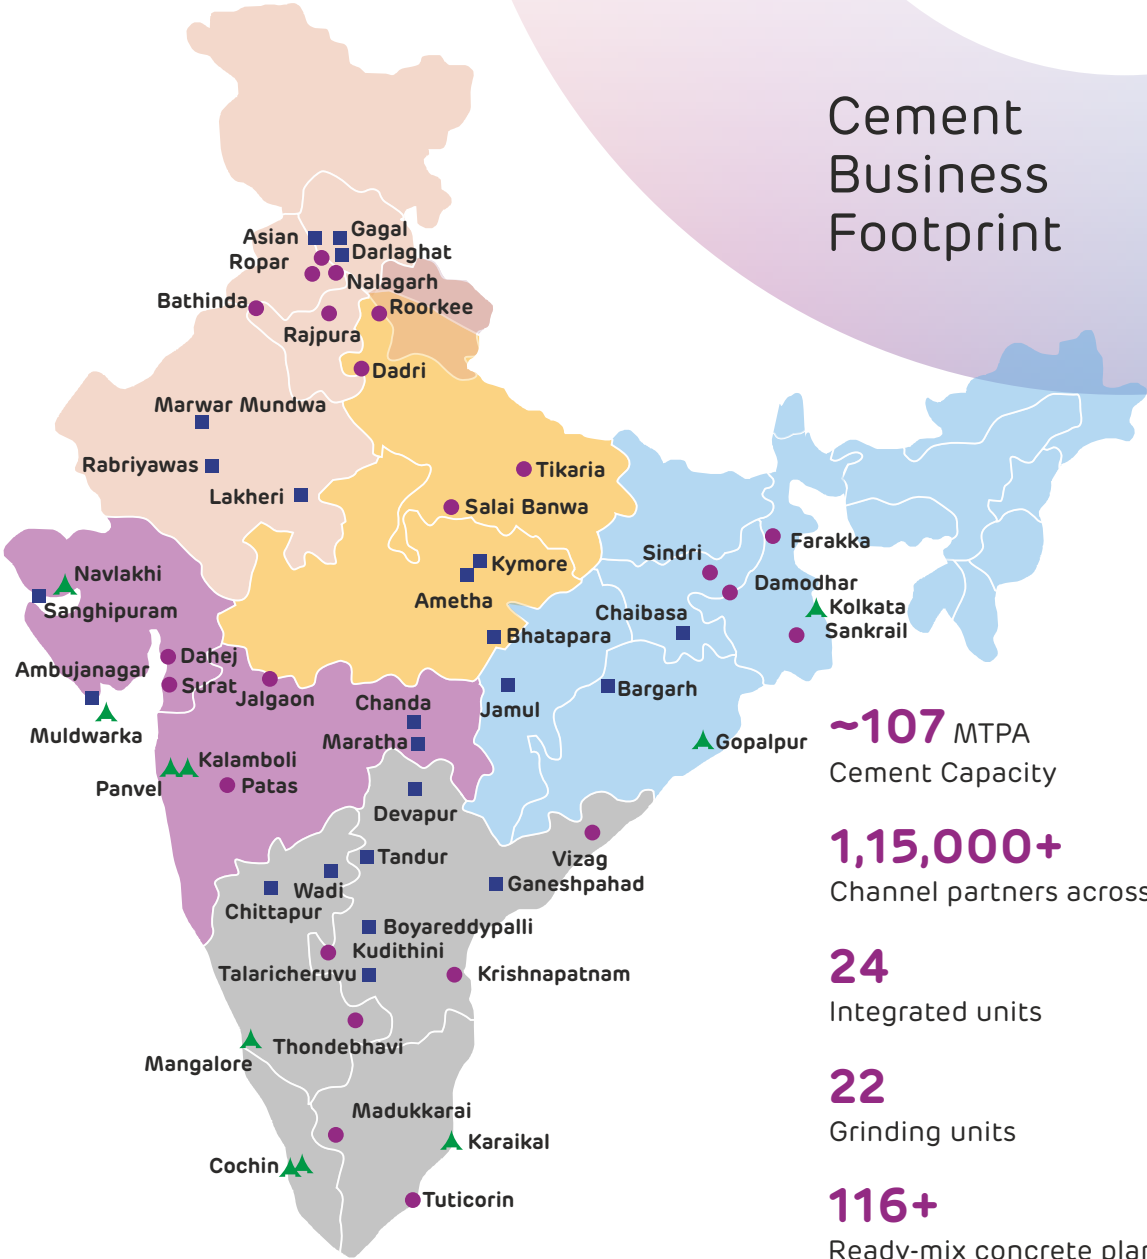 Cement
Business
Footprint
Asian
Gagal
Ropar
Darlaghat
Nalagarh
Bathinda
Roorkee
Rajpura
Dadri
Marwar Mundwa
Rabriyawas
Tikaria
Lakheri
Salai Banwa
Kymore
Ametha
Navlakhi
Sanghipuram
Sindri
Farakka
Damodhar
Chaibasa
Kolkata
Sankrail
Bhatapara
Dahej
Ambujanagar
Surat
Jalgaon
Chanda
Jamul
Bargarh
Muldwarka
Maratha
Gopalpur
Kalamboli
Panvel
Patas
Devapur
Tandur
Vizag
Wadi
Ganeshpahad
Chittapur
Boyareddypalli
Kudithini
Talaricheruvu
Krishnapatnam
Mangalore
Thondebhavi
Madukkarai
Karaikal
Cochin
Tuticorin
~107 MTPA
Cement Capacity
1,15,000+
Channel partners across
24
Integrated units
22
Grinding units
116+
Ready-mix concrete